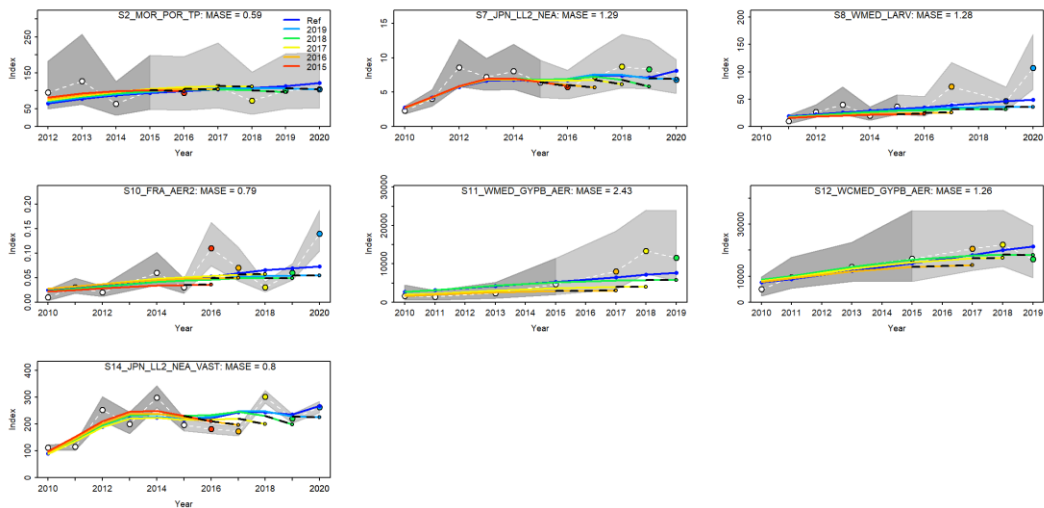 S2_MOR_POR_TP: MASE = 0.59
Index
0 50 100 150 250
Ref
2019
2018
2017
2016
2015
2012 2013 2014 2015 2016 2017 2018 2019 2020
Year
S7_JPN_LL2_NEA: MASE = 1.29
Index
0 5 10 15
2010 2012 2014 2016 2018 2020
Year
S8_WMED_LARV: MASE = 1.28
Index
0 50 100 150 200
2010 2012 2014 2016 2018 2020
Year
S10_FRA_AER2: MASE = 0.79
Index
0.00 0.05 0.10 0.15 0.20
2010 2012 2014 2016 2018 2020
Year
S11_WMED_GYPB_AER: MASE = 2.43
Index
0 5000 10000 20000 30000
2010 2011 2012 2013 2014 2015 2016 2017 2018 2019
Year
S12_WCMED_GYPB_AER: MASE = 1.26
Index
0 10000 30000
2010 2011 2012 2013 2014 2015 2016 2017 2018 2019
Year
S14_JPN_LL2_NEA_VAST: MASE = 0.8
Index
0 100 200 300 400
2010 2012 2014 2016 2018 2020
Year